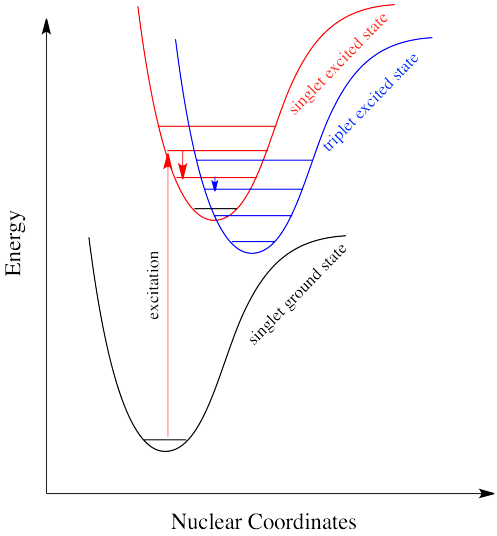 singlet excited state
triplet excited state
Energy
excitation
singlet ground state
Nuclear Coordinates